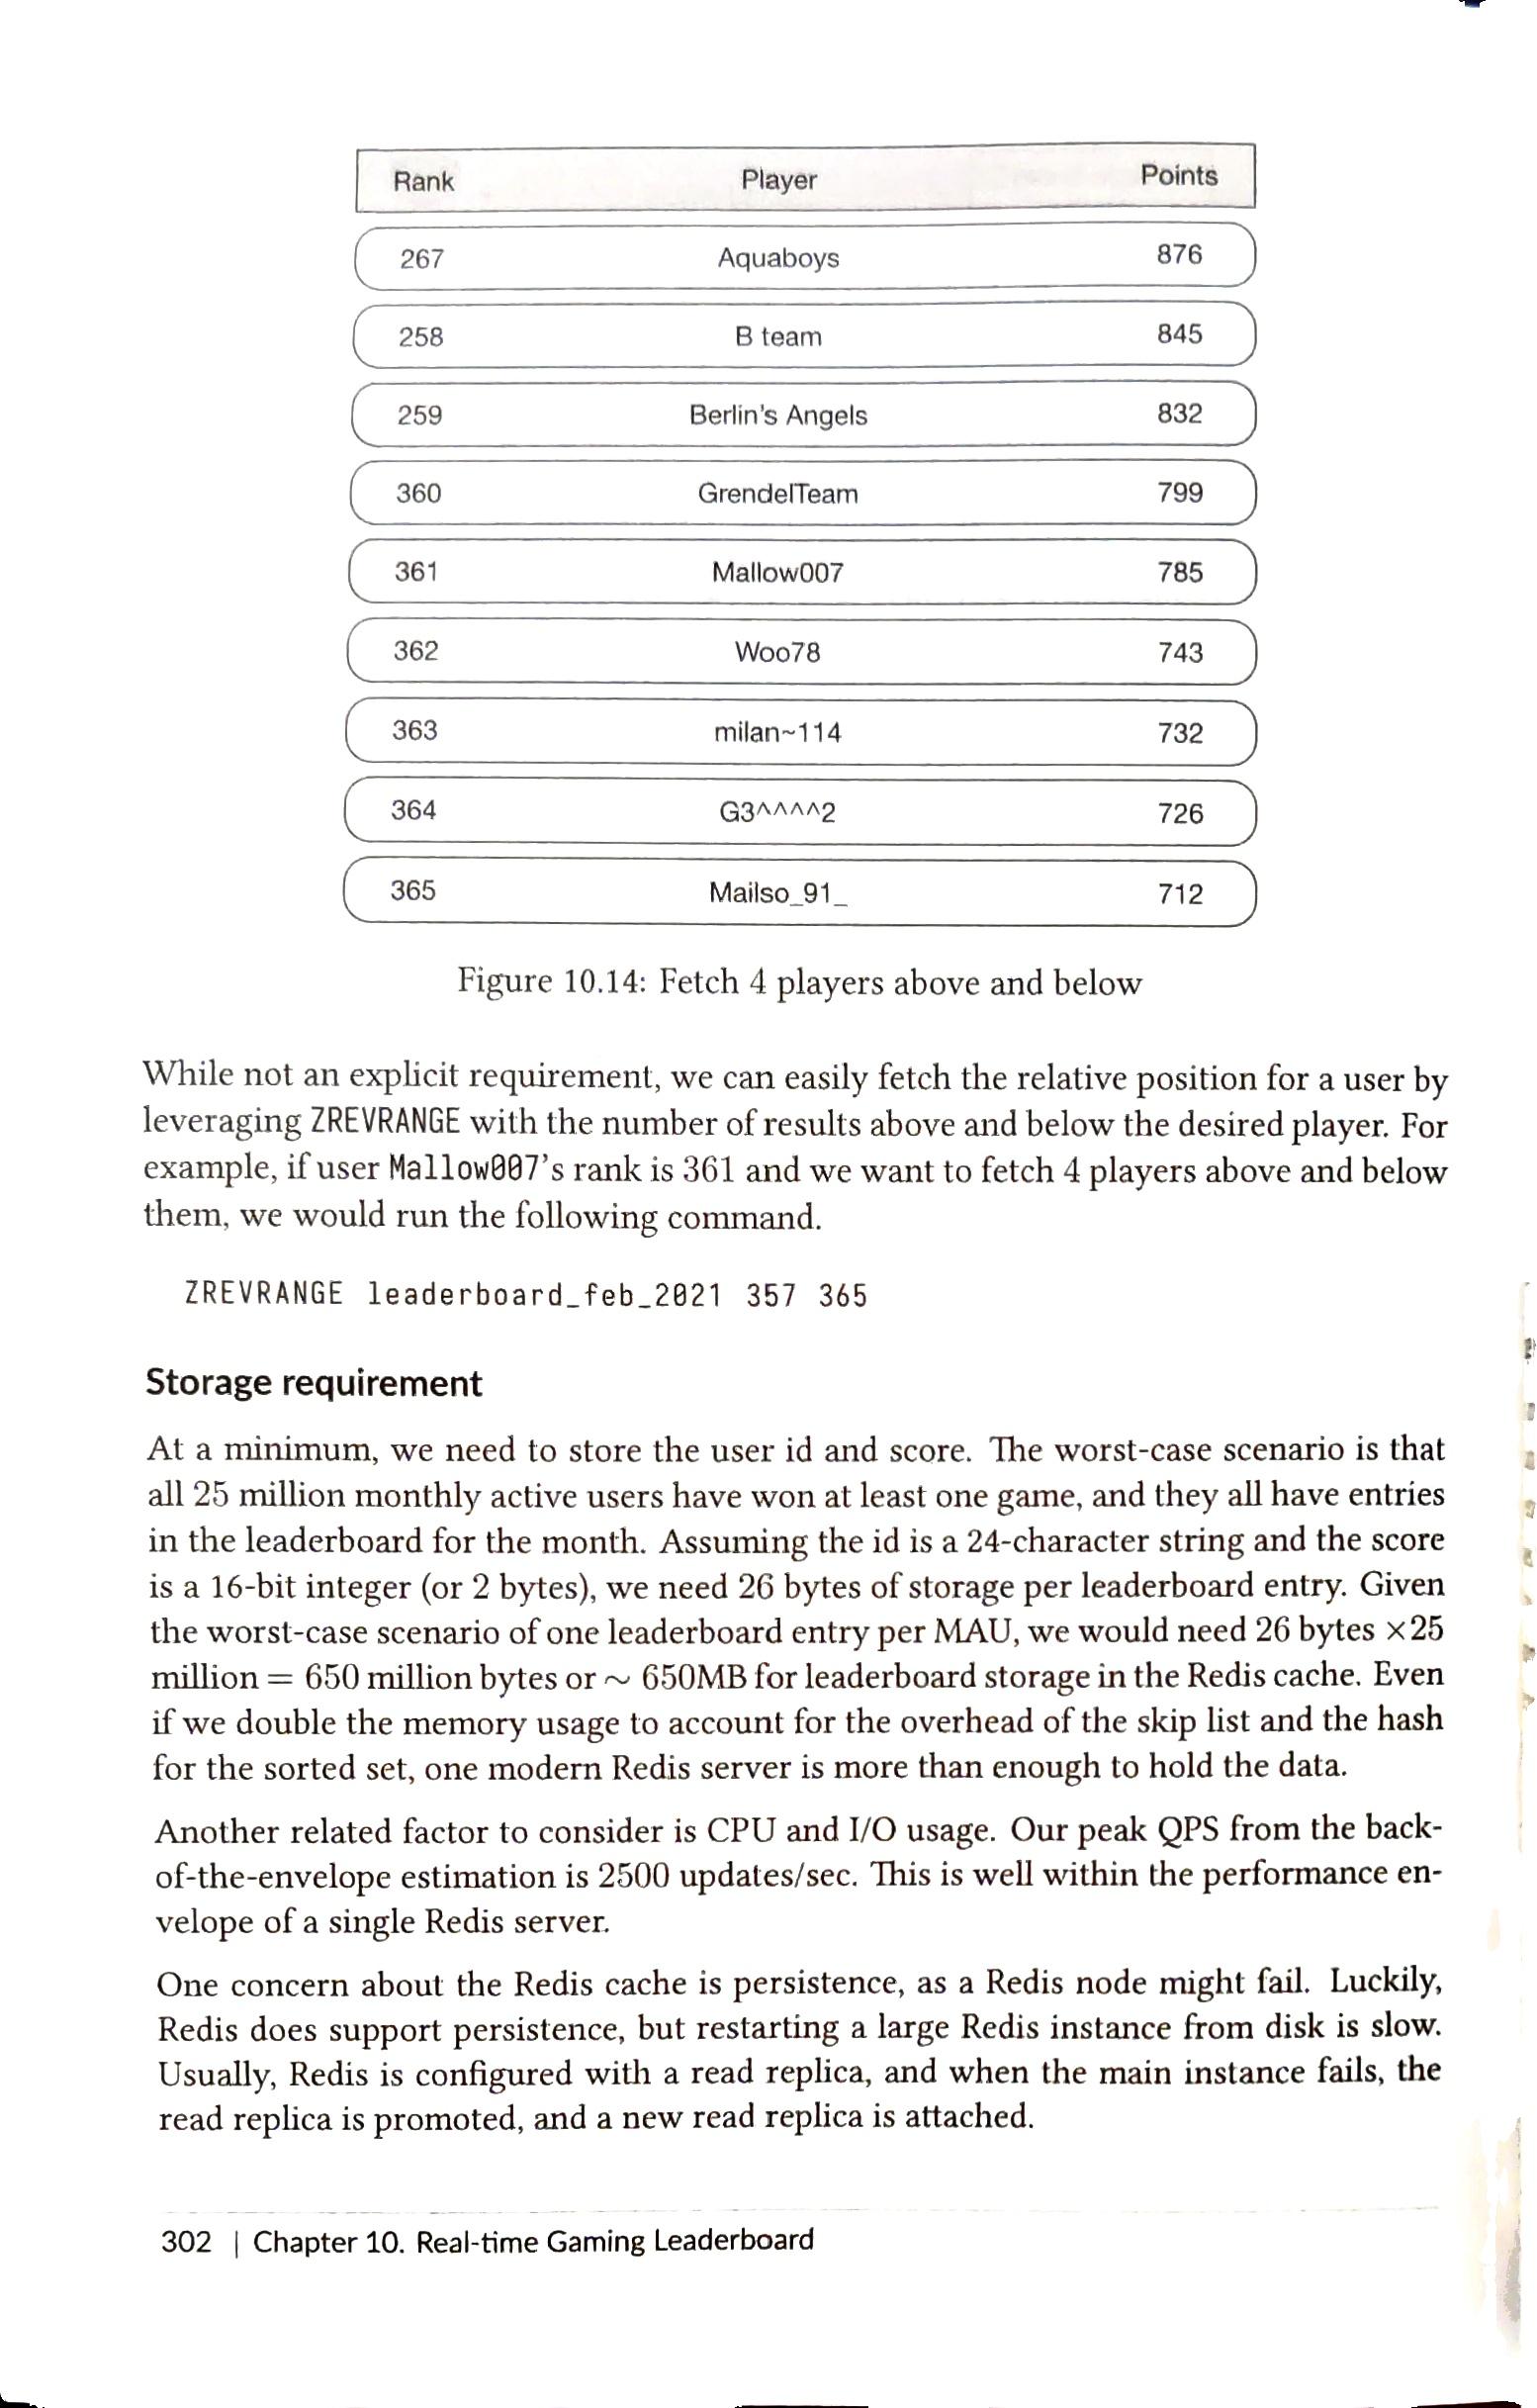 Rank Player Points
267 Aquaboys 876
258 B team 845
259 Berlin's Angels 832
360 GrendelTeam 799
361 Mallow007 785
362 Woo78 743
363 milan~114 732
364 G3^^^^2 726
365 Mailso_91_ 712
Figure 10.14: Fetch 4 players above and below
While not an explicit requirement, we can easily fetch the relative position for a user by
leveraging ZREVRANGE with the number of results above and below the desired player. For
example, if user Mallow007's rank is 361 and we want to fetch 4 players above and below
them, we would run the following command.
ZREVRANGE leaderboard_feb_2021 357 365
Storage requirement
At a minimum, we need to store the user id and score. The worst-case scenario is that
all 25 million monthly active users have won at least one game, and they all have entries
in the leaderboard for the month. Assuming the id is a 24-character string and the score
is a 16-bit integer (or 2 bytes), we need 26 bytes of storage per leaderboard entry. Given
the worst-case scenario of one leaderboard entry per MAU, we would need 26 bytes ×25
million = 650 million bytes or ~ 650MB for leaderboard storage in the Redis cache. Even
if we double the memory usage to account for the overhead of the skip list and the hash
for the sorted set, one modern Redis server is more than enough to hold the data.
Another related factor to consider is CPU and I/O usage. Our peak QPS from the back-
of-the-envelope estimation is 2500 updates/sec. This is well within the performance en-
velope of a single Redis server.
One concern about the Redis cache is persistence, as a Redis node might fail. Luckily,
Redis does support persistence, but restarting a large Redis instance from disk is slow.
Usually, Redis is configured with a read replica, and when the main instance fails, the
read replica is promoted, and a new read replica is attached.
302 | Chapter 10. Real-time Gaming Leaderboard